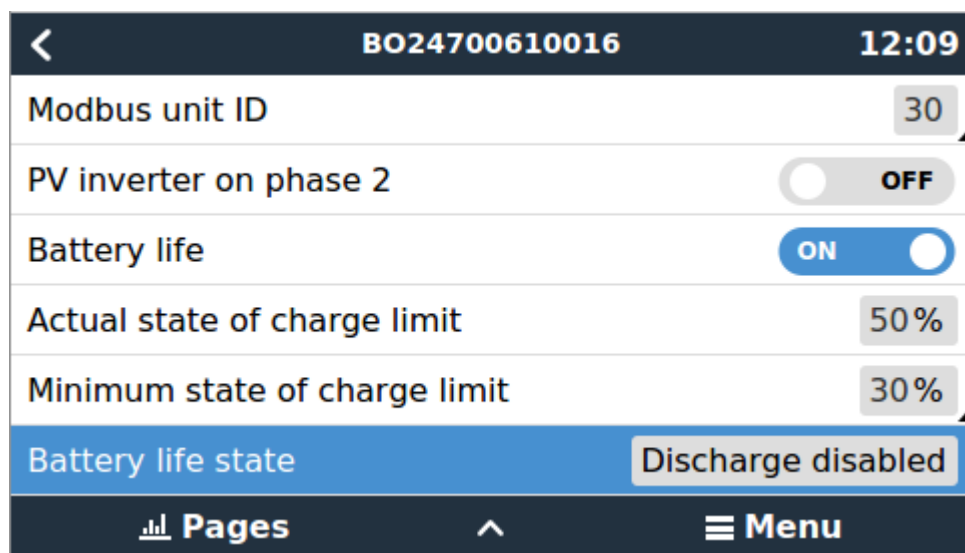 BO24700610016 12:09
Modbus unit ID 30
PV inverter on phase 2 OFF
Battery life ON
Actual state of charge limit 50%
Minimum state of charge limit 30%
Battery life state Discharge disabled
Pages Menu